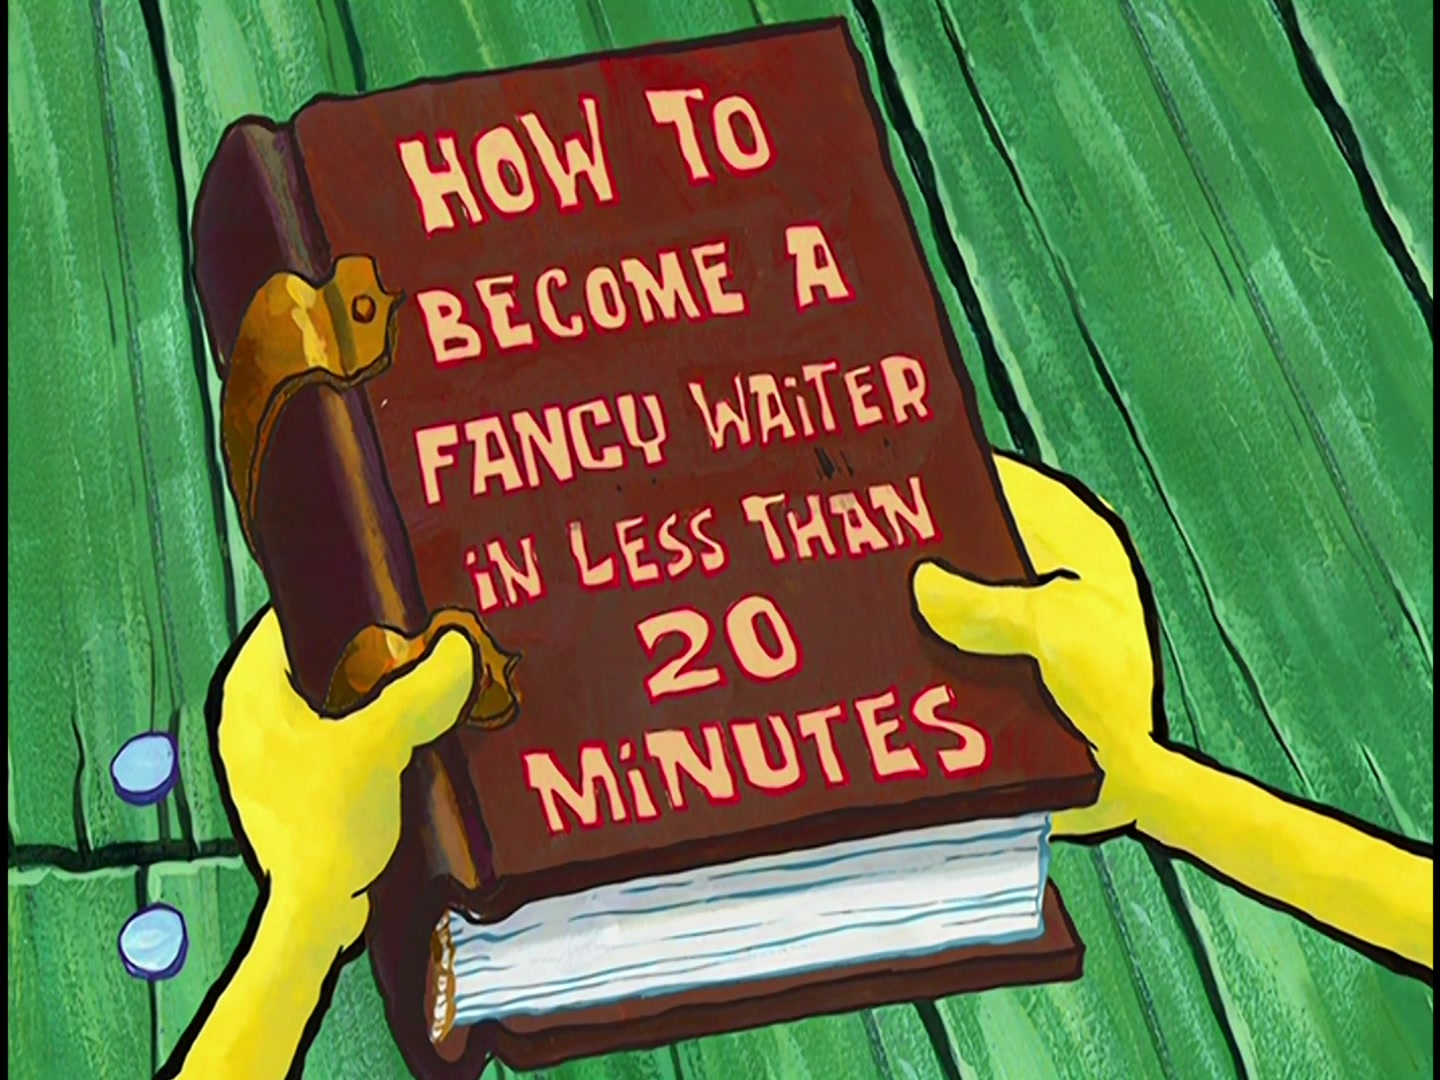 HOW TO
BECOME A
FANCY WAiTER
iN LESS THAN
20
MiNUTES